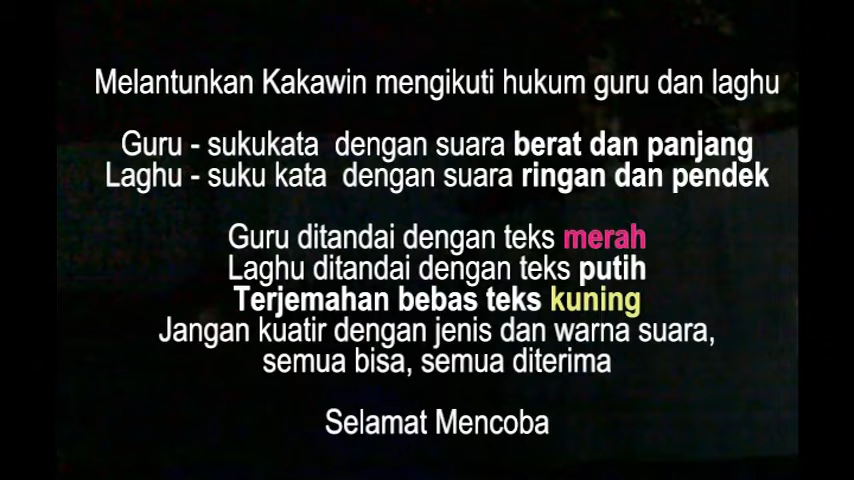 Melantunkan Kakawin mengikuti hukum guru dan laghu
Guru - sukukata dengan suara berat dan panjang
Laghu - suku kata dengan suara ringan dan pendek
Guru ditandai dengan teks merah
Laghu ditandai dengan teks putih
Terjemahan bebas teks kuning
Jangan kuatir dengan jenis dan warna suara,
semua bisa, semua diterima
Selamat Mencoba